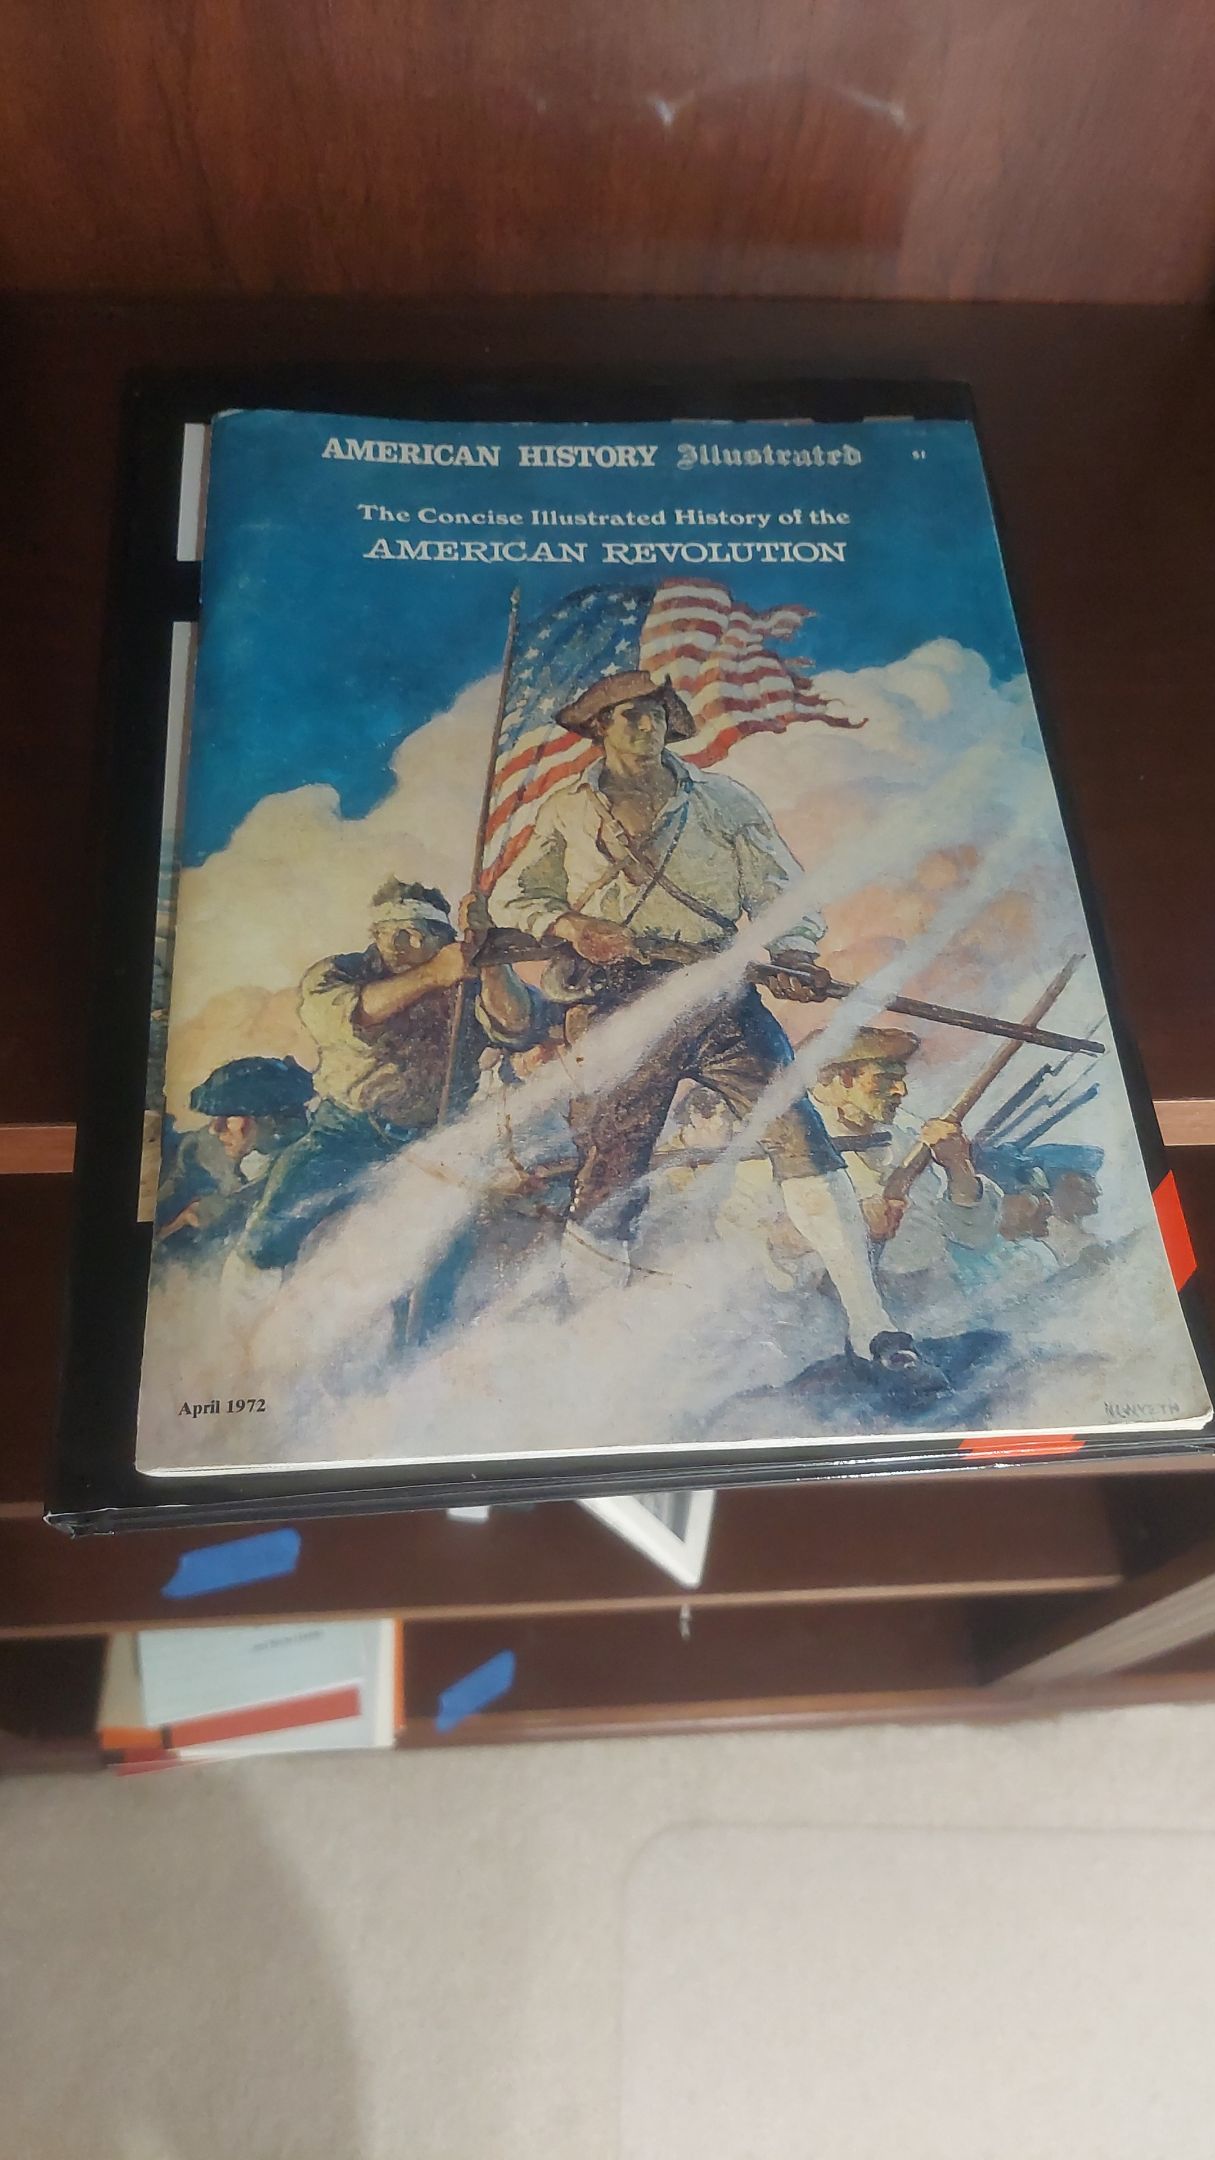 AMERICAN HISTORY Illustrated $1
The Concise Illustrated History of the
AMERICAN REVOLUTION
April 1972
N.C. WYETH